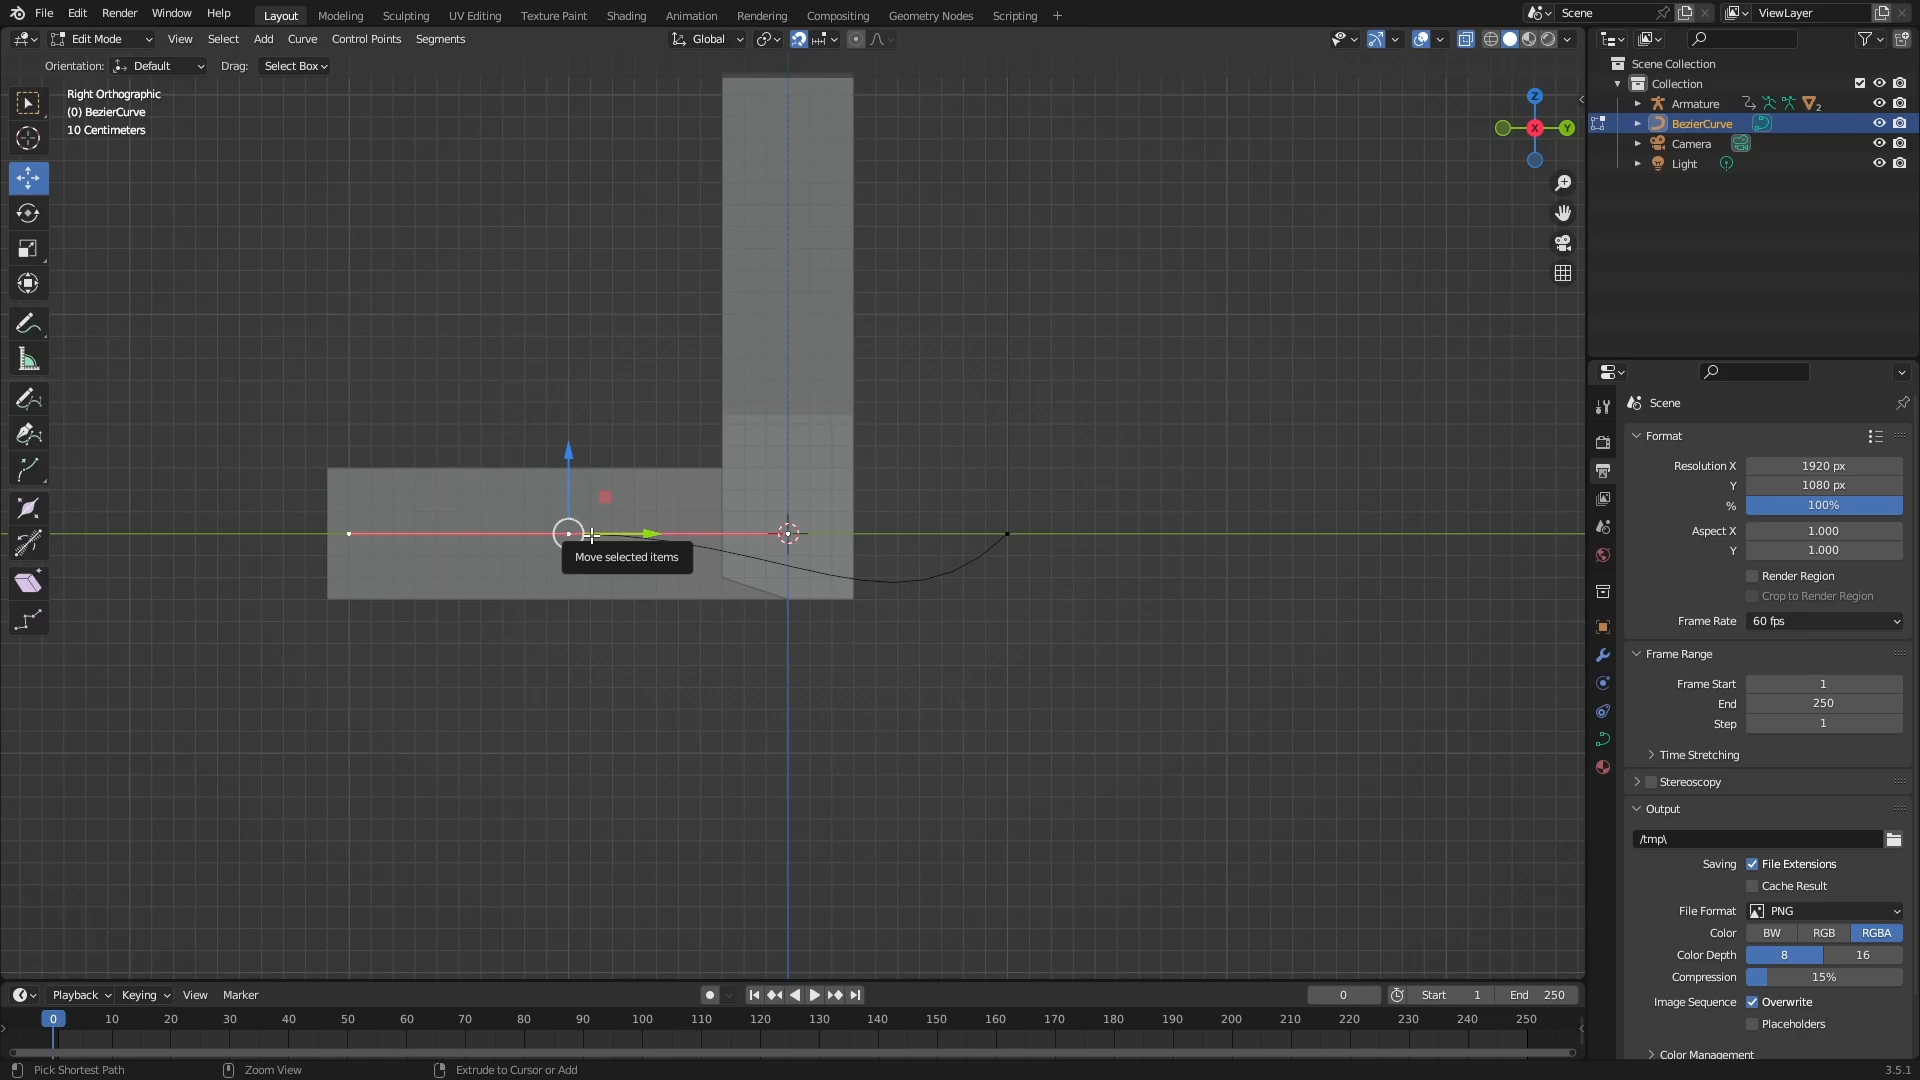 File Edit Render Window Help Layout Modeling Sculpting UV Editing Texture Paint Shading Animation Rendering Compositing Geometry Nodes Scripting + Scene ViewLayer
Edit Mode View Select Add Curve Control Points Segments Global
Orientation: Default Drag: Select Box
Right Orthographic
(0) BezierCurve
10 Centimeters
Z
X
Y
Move selected items
Scene Collection
Collection
Armature 2
BezierCurve
Camera
Light
Scene
Format
Resolution X 1920 px
Y 1080 px
% 100%
Aspect X 1.000
Y 1.000
Render Region
Crop to Render Region
Frame Rate 60 fps
Frame Range
Frame Start 1
End 250
Step 1
Time Stretching
Stereoscopy
Output
/tmp\
Saving File Extensions
Cache Result
File Format PNG
Color BW RGB RGBA
Color Depth 8 16
Compression 15%
Image Sequence Overwrite
Placeholders
Color Management
Playback Keying View Marker 0 Start 1 End 250
0 10 20 30 40 50 60 70 80 90 100 110 120 130 140 150 160 170 180 190 200 210 220 230 240 250
Pick Shortest Path Zoom View Extrude to Cursor or Add 3.5.1